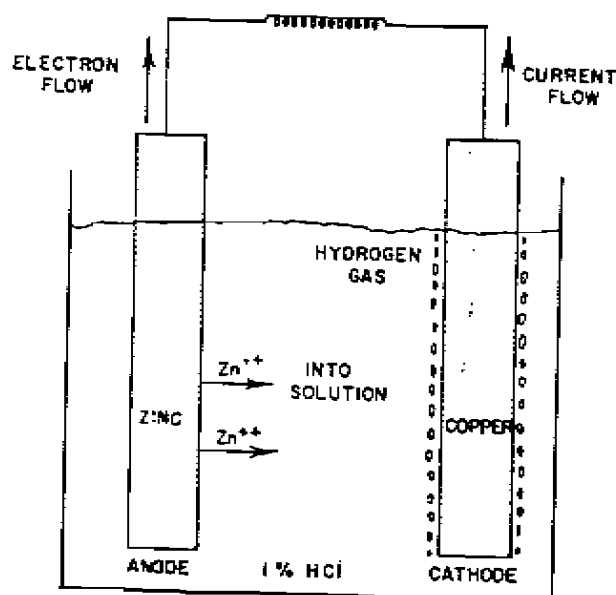 ELECTRON
FLOW
CURRENT
FLOW
HYDROGEN
GAS
Zn++
INTO
SOLUTION
ZINC
COPPER
Zn++
ANODE
1% HCl
CATHODE